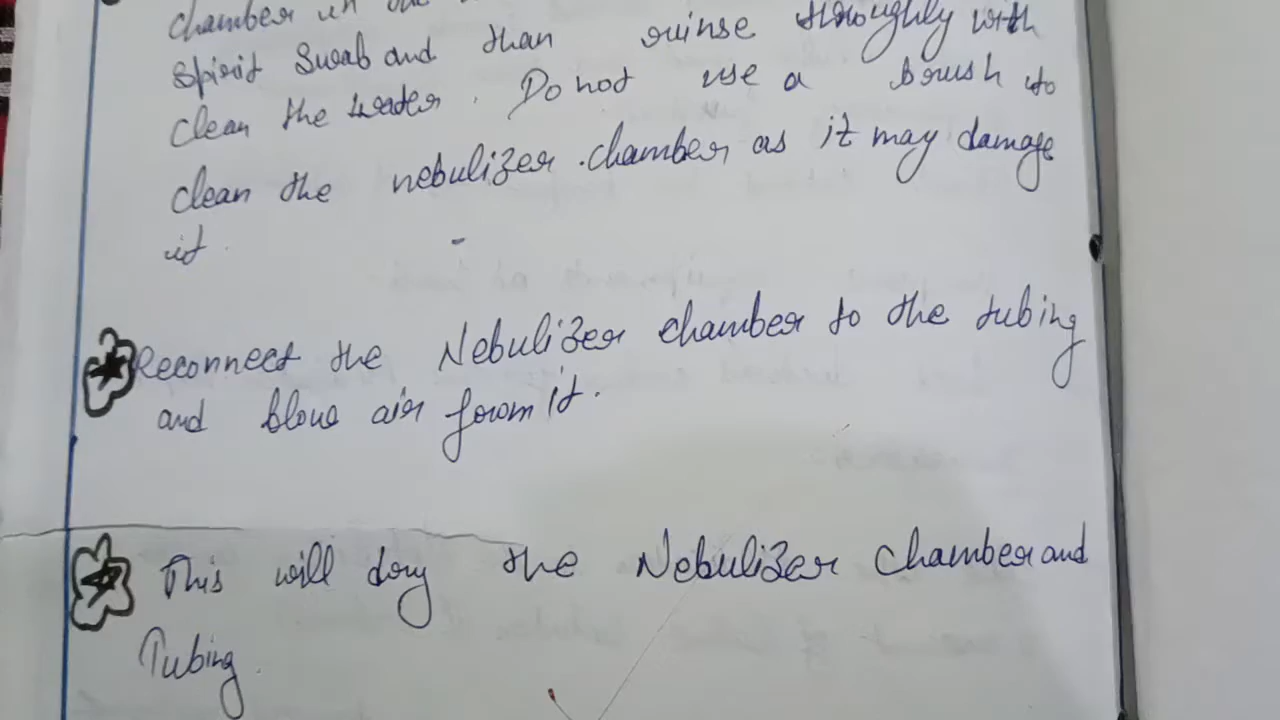 chamber in
Spirit Swab and than rinse throughly with
clean the water. Do not use a brush to
clean the nebulizer chamber as it may damage
it.
Reconnect the Nebulizer chamber to the tubing
and blow air from it.
This will dry the Nebulizer Chamber and
Tubing.